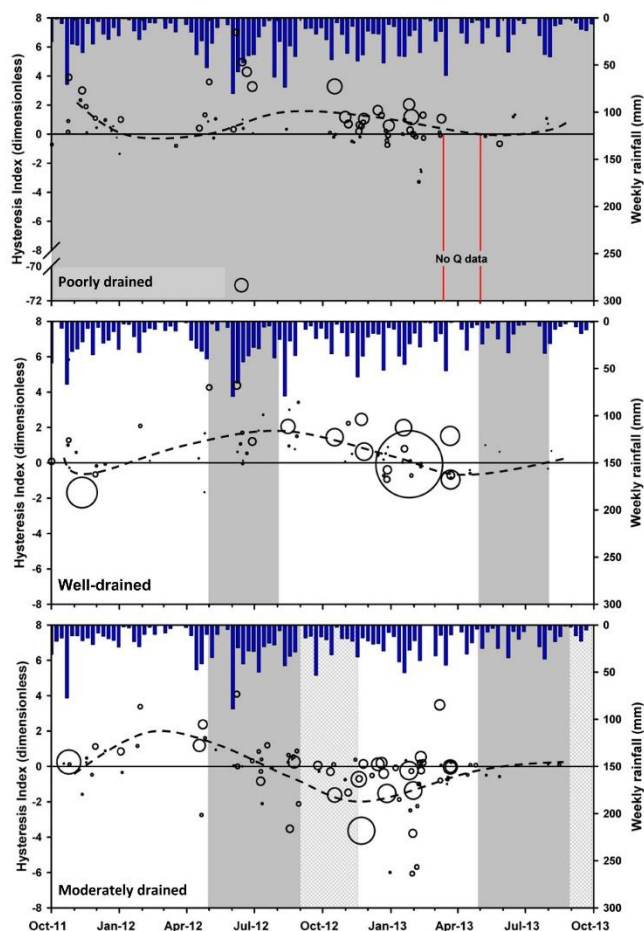 8 0
6 50
4
2 100
0 150
-2
-4 200
-6
-8 250
-70 No Q data
Poorly drained
-72 300
Hysteresis Index (dimensionless)
Weekly rainfall (mm)
8 0
6 50
4
2 100
0 150
-2
-4 200
-6 Well-drained 250
-8 300
Hysteresis Index (dimensionless)
Weekly rainfall (mm)
8 0
6 50
4
2 100
0 150
-2
-4 200
-6 250
Moderately drained
-8 300
Hysteresis Index (dimensionless)
Weekly rainfall (mm)
Oct-11 Jan-12 Apr-12 Jul-12 Oct-12 Jan-13 Apr-13 Jul-13 Oct-13